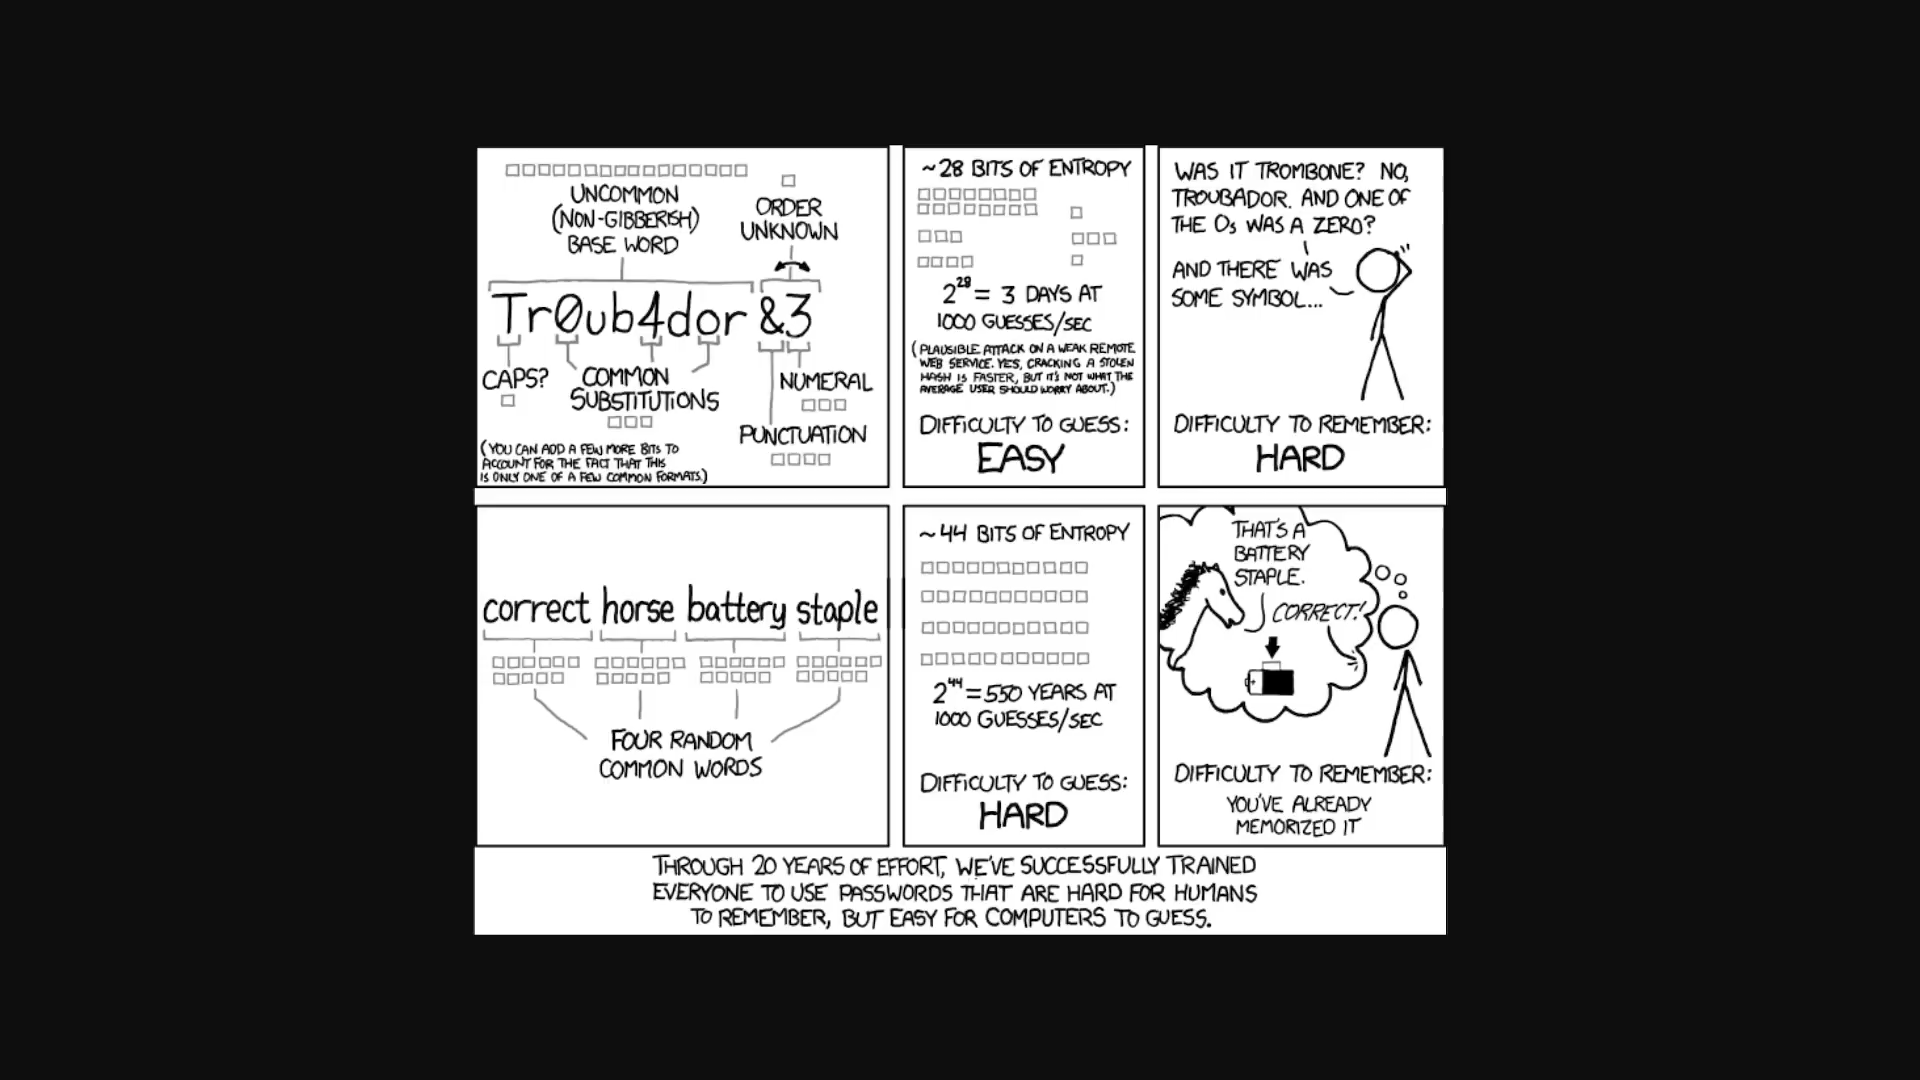 UNCOMMON
(NON-GIBBERISH)
BASE WORD
ORDER
UNKNOWN
Tr0ub4dor &3
CAPS?
COMMON
SUBSTITUTIONS
NUMERAL
PUNCTUATION
(YOU CAN ADD A FEW MORE BITS TO
ACCOUNT FOR THE FACT THAT THIS
IS ONLY ONE OF A FEW COMMON FORMATS.)
~28 BITS OF ENTROPY
2^28 = 3 DAYS AT
1000 GUESSES/SEC
(PLAUSIBLE ATTACK ON A WEAK REMOTE
WEB SERVICE. YES, CRACKING A STOLEN
HASH IS FASTER, BUT IT'S NOT WHAT THE
AVERAGE USER SHOULD WORRY ABOUT.)
DIFFICULTY TO GUESS:
EASY
WAS IT TROMBONE? NO,
TROUBADOR. AND ONE OF
THE Os WAS A ZERO?
AND THERE WAS
SOME SYMBOL...
DIFFICULTY TO REMEMBER:
HARD
correct horse battery staple
FOUR RANDOM
COMMON WORDS
~44 BITS OF ENTROPY
2^44 = 550 YEARS AT
1000 GUESSES/SEC
DIFFICULTY TO GUESS:
HARD
THAT'S A
BATTERY
STAPLE.
CORRECT!
DIFFICULTY TO REMEMBER:
YOU'VE ALREADY
MEMORIZED IT
THROUGH 20 YEARS OF EFFORT, WE'VE SUCCESSFULLY TRAINED
EVERYONE TO USE PASSWORDS THAT ARE HARD FOR HUMANS
TO REMEMBER, BUT EASY FOR COMPUTERS TO GUESS.